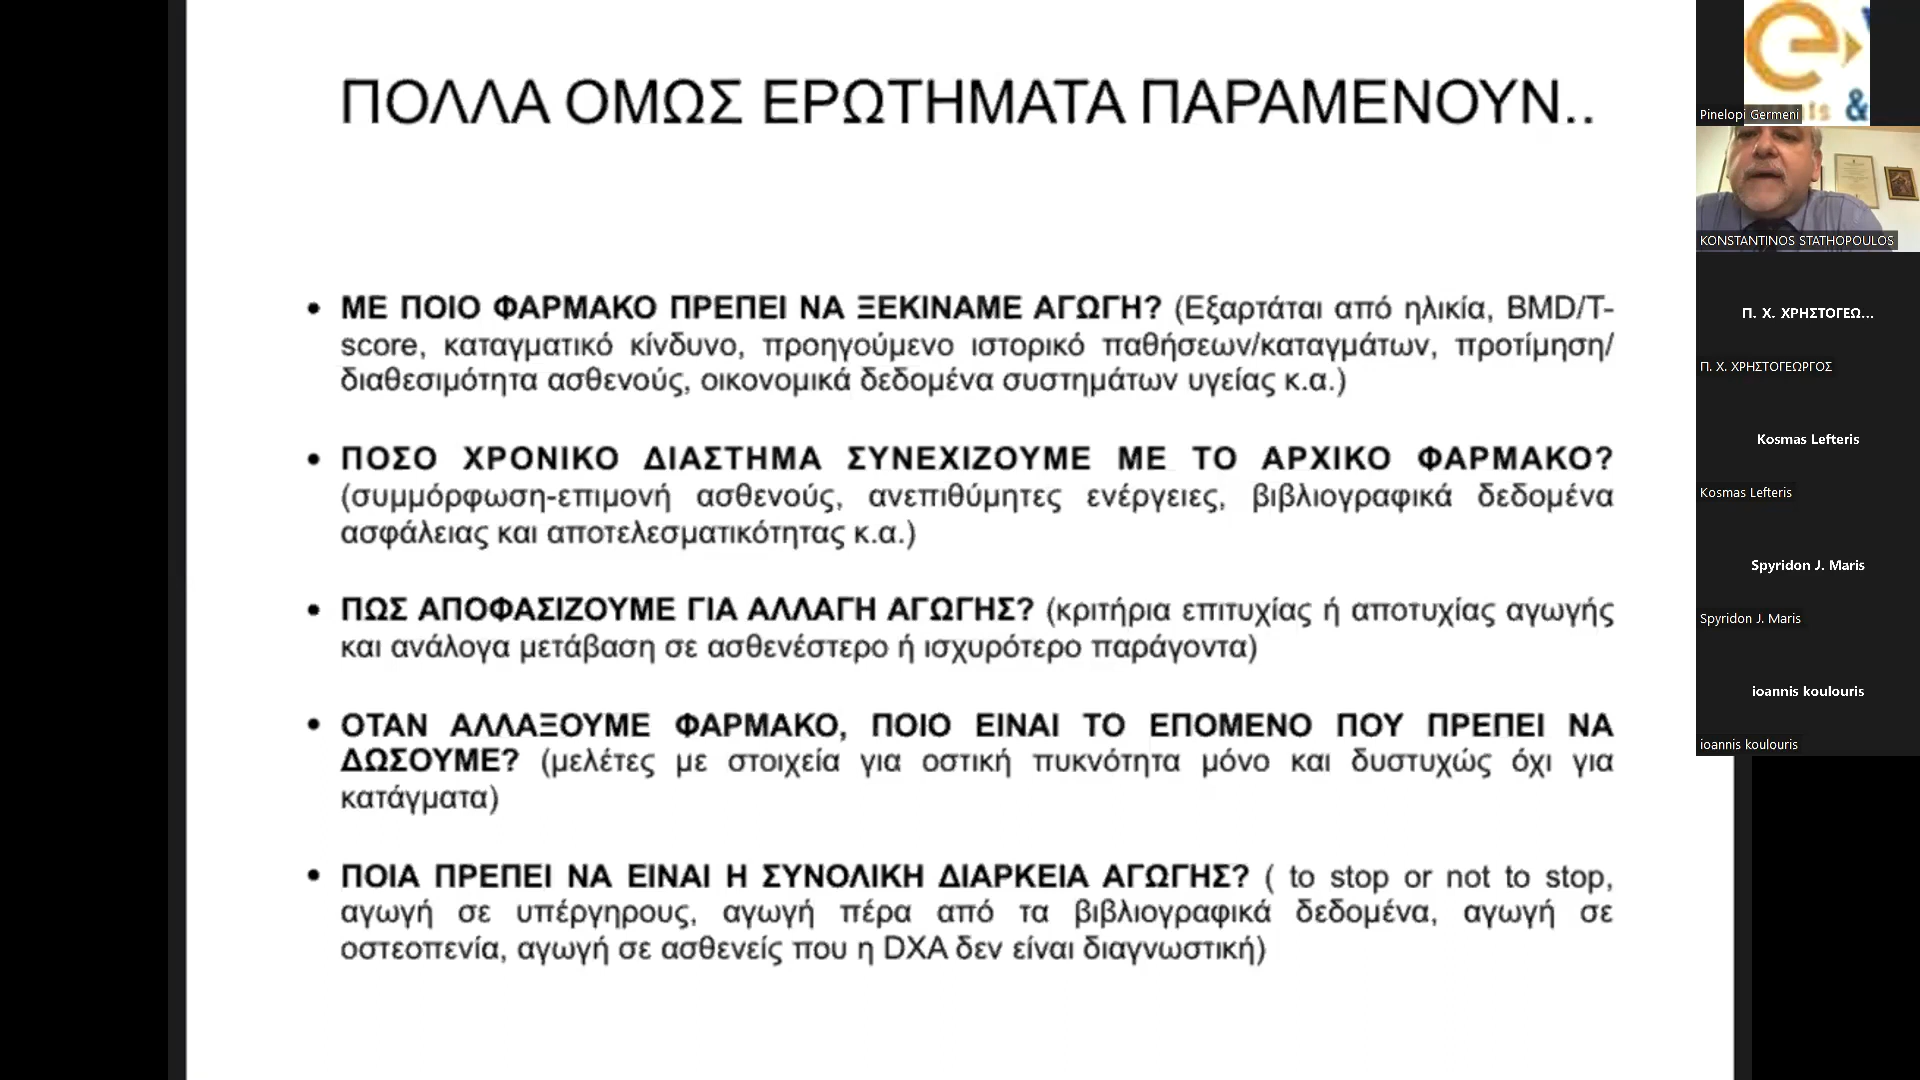 ΠΟΛΛΑ ΟΜΩΣ ΕΡΩΤΗΜΑΤΑ ΠΑΡΑΜΕΝΟΥΝ..
• ΜΕ ΠΟΙΟ ΦΑΡΜΑΚΟ ΠΡΕΠΕΙ ΝΑ ΞΕΚΙΝΑΜΕ ΑΓΩΓΗ? (Εξαρτάται από ηλικία, BMD/T-
score, καταγματικό κίνδυνο, προηγούμενο ιστορικό παθήσεων/καταγμάτων, προτίμηση/
διαθεσιμότητα ασθενούς, οικονομικά δεδομένα συστημάτων υγείας κ.α.)
• ΠΟΣΟ ΧΡΟΝΙΚΟ ΔΙΑΣΤΗΜΑ ΣΥΝΕΧΙΖΟΥΜΕ ΜΕ ΤΟ ΑΡΧΙΚΟ ΦΑΡΜΑΚΟ?
(συμμόρφωση-επιμονή ασθενούς, ανεπιθύμητες ενέργειες, βιβλιογραφικά δεδομένα
ασφάλειας και αποτελεσματικότητας κ.α.)
• ΠΩΣ ΑΠΟΦΑΣΙΖΟΥΜΕ ΓΙΑ ΑΛΛΑΓΗ ΑΓΩΓΗΣ? (κριτήρια επιτυχίας ή αποτυχίας αγωγής
και ανάλογα μετάβαση σε ασθενέστερο ή ισχυρότερο παράγοντα)
• ΟΤΑΝ ΑΛΛΑΞΟΥΜΕ ΦΑΡΜΑΚΟ, ΠΟΙΟ ΕΙΝΑΙ ΤΟ ΕΠΟΜΕΝΟ ΠΟΥ ΠΡΕΠΕΙ ΝΑ
ΔΩΣΟΥΜΕ? (μελέτες με στοιχεία για οστική πυκνότητα μόνο και δυστυχώς όχι για
κατάγματα)
• ΠΟΙΑ ΠΡΕΠΕΙ ΝΑ ΕΙΝΑΙ Η ΣΥΝΟΛΙΚΗ ΔΙΑΡΚΕΙΑ ΑΓΩΓΗΣ? ( to stop or not to stop,
αγωγή σε υπέργηρους, αγωγή πέρα από τα βιβλιογραφικά δεδομένα, αγωγή σε
οστεοπενία, αγωγή σε ασθενείς που η DXA δεν είναι διαγνωστική)
Pinelopi Germeni
&
KONSTANTINOS STATHOPOULOS
Π. Χ. ΧΡΗΣΤΟΓΕΩ...
Π. Χ. ΧΡΗΣΤΟΓΕΩΡΓΟΣ
Kosmas Lefteris
Kosmas Lefteris
Spyridon J. Maris
Spyridon J. Maris
ioannis koulouris
ioannis koulouris